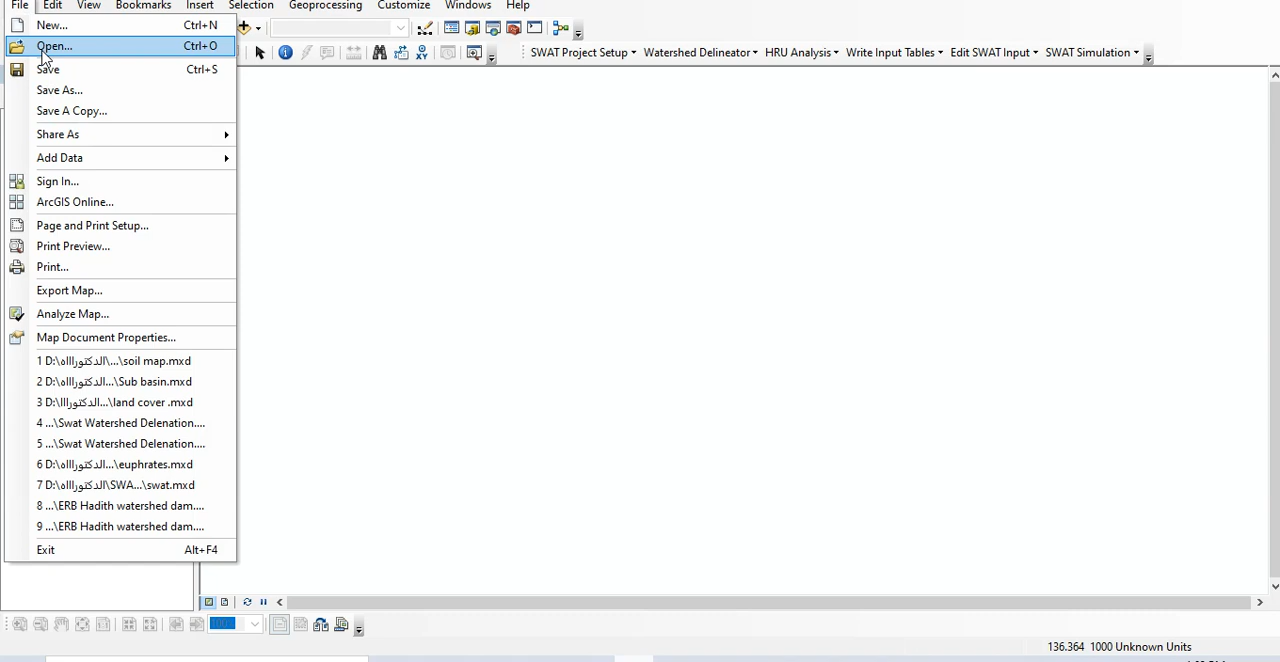 File Edit View Bookmarks Insert Selection Geoprocessing Customize Windows Help
New... Ctrl+N
Open... Ctrl+O
SWAT Project Setup Watershed Delineator HRU Analysis Write Input Tables Edit SWAT Input SWAT Simulation
Save Ctrl+S
Save As...
Save A Copy...
Share As
Add Data
Sign In...
ArcGIS Online...
Page and Print Setup...
Print Preview...
Print...
Export Map...
Analyze Map...
Map Document Properties...
1 D:\الدكتورااااه\...\soil map.mxd
2 D:\الدكتورااااه...\Sub basin.mxd
3 D:\الدكتورااا...\land cover .mxd
4 ...\Swat Watershed Delenation....
5 ...\Swat Watershed Delenation....
6 D:\الدكتورااااه...\euphrates.mxd
7 D:\الدكتورااااه\SWA...\swat.mxd
8 ...\ERB Hadith watershed dam....
9 ...\ERB Hadith watershed dam....
Exit Alt+F4
136.364 1000 Unknown Units